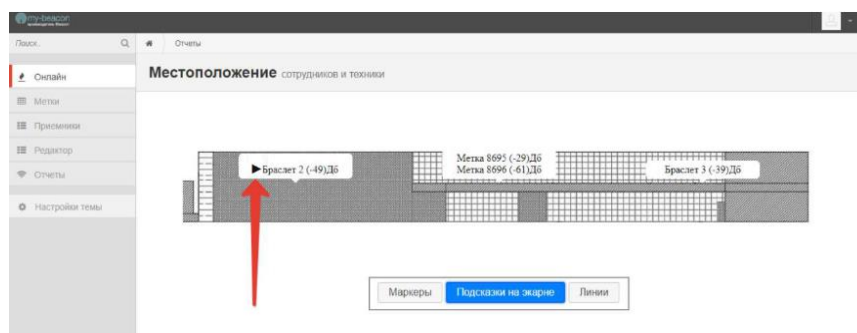 my-beacon
Поиск..
Отчеты
Онлайн
Метки
Приемники
Редактор
Отчеты
Настройки темы
Местоположение сотрудников и техники
Браслет 2 (-49)Дб
Метка 8695 (-29)Дб
Метка 8696 (-61)Дб
Браслет 3 (-39)Дб
Маркеры
Подсказки на экарне
Линии